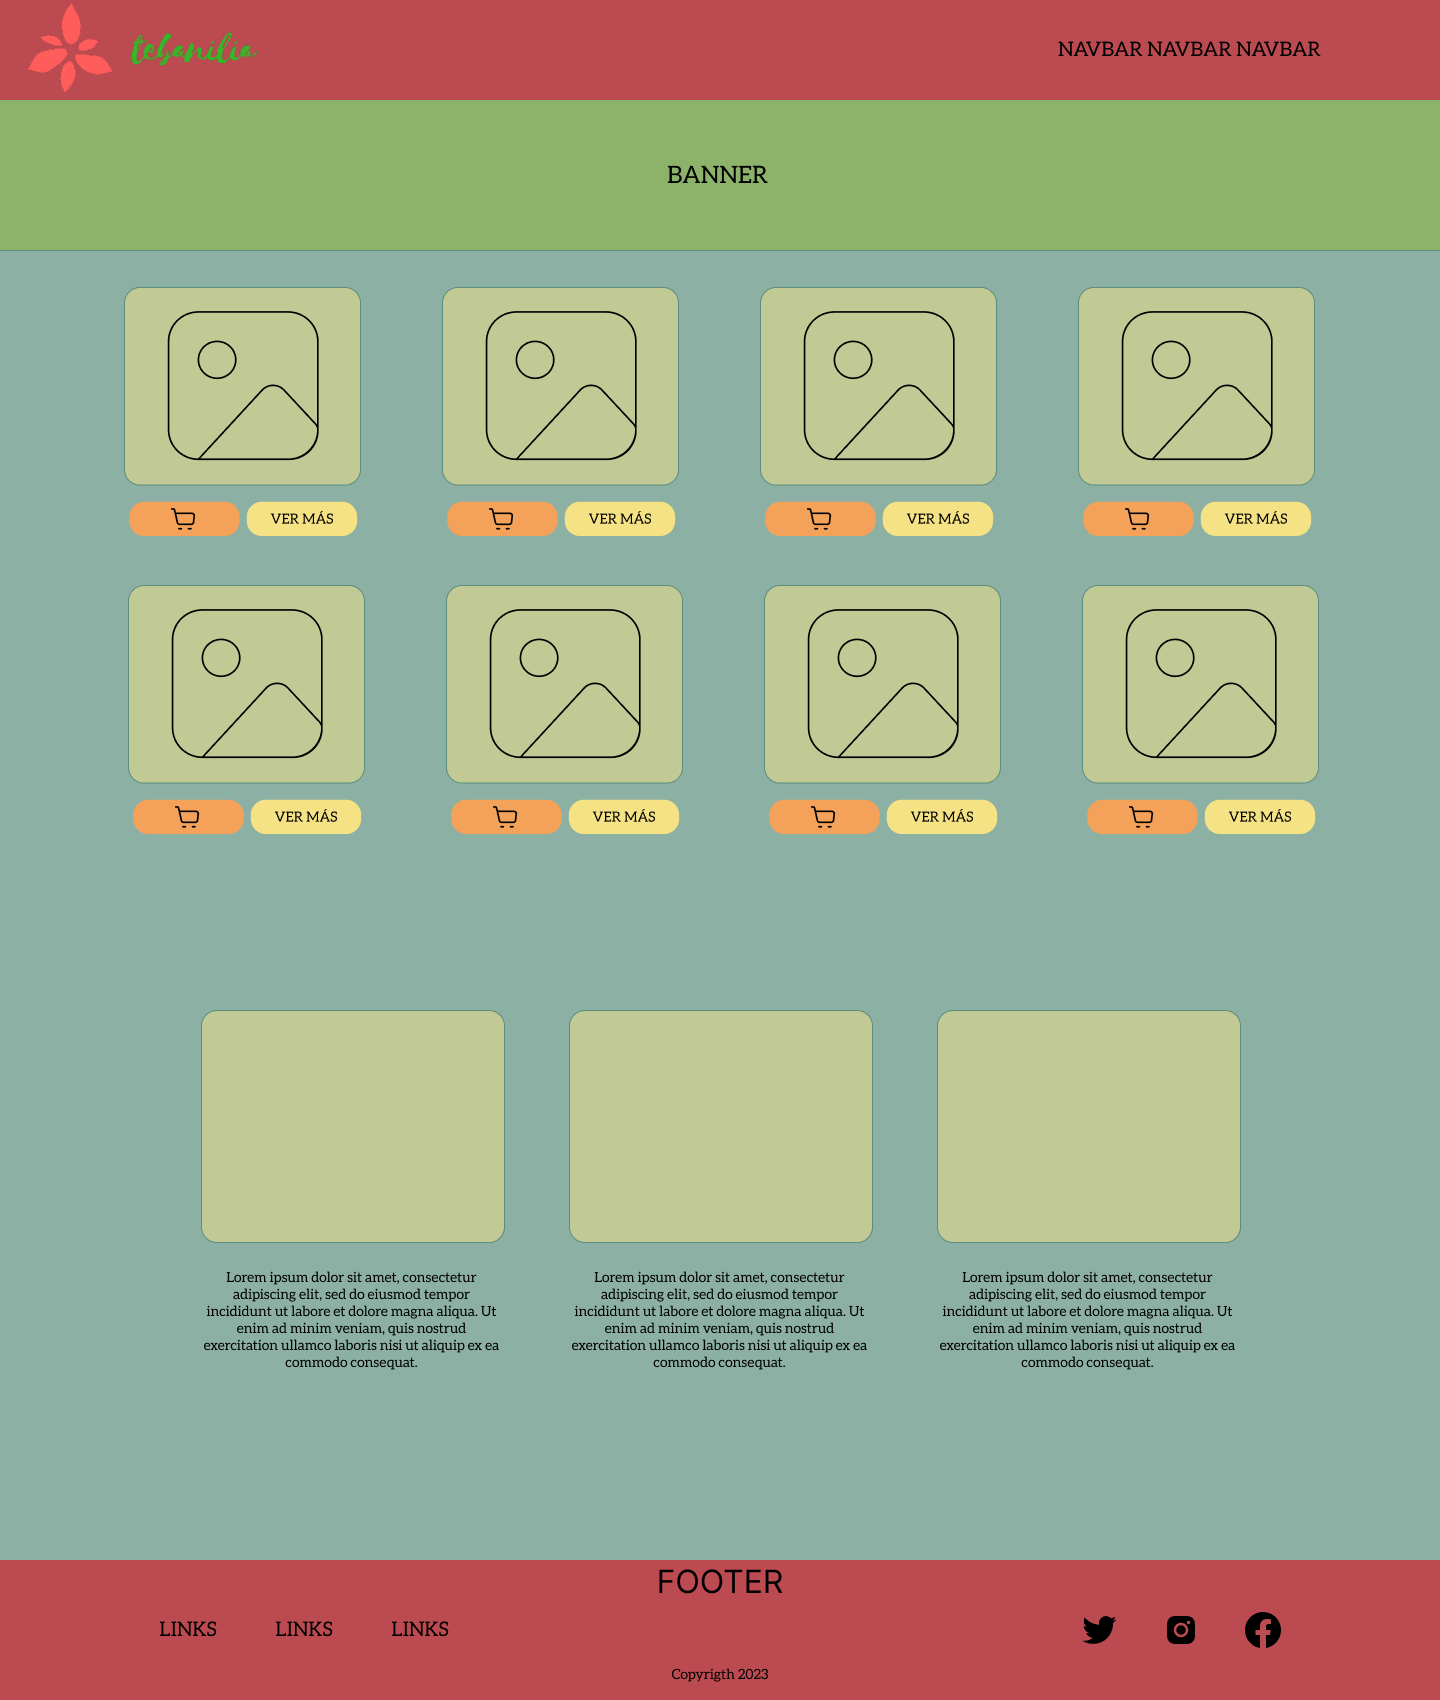 tebanilia
NAVBAR NAVBAR NAVBAR
BANNER
VER MÁS
VER MÁS
VER MÁS
VER MÁS
VER MÁS
VER MÁS
VER MÁS
VER MÁS
Lorem ipsum dolor sit amet, consectetur
adipiscing elit, sed do eiusmod tempor
incididunt ut labore et dolore magna aliqua. Ut
enim ad minim veniam, quis nostrud
exercitation ullamco laboris nisi ut aliquip ex ea
commodo consequat.
Lorem ipsum dolor sit amet, consectetur
adipiscing elit, sed do eiusmod tempor
incididunt ut labore et dolore magna aliqua. Ut
enim ad minim veniam, quis nostrud
exercitation ullamco laboris nisi ut aliquip ex ea
commodo consequat.
Lorem ipsum dolor sit amet, consectetur
adipiscing elit, sed do eiusmod tempor
incididunt ut labore et dolore magna aliqua. Ut
enim ad minim veniam, quis nostrud
exercitation ullamco laboris nisi ut aliquip ex ea
commodo consequat.
FOOTER
LINKS LINKS LINKS
Copyrigth 2023